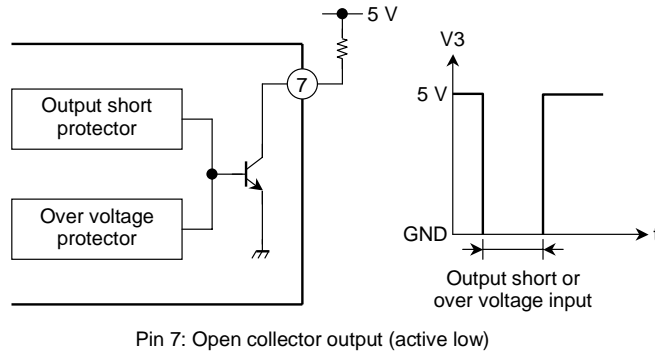 5 V
7
Output short
protector
Over voltage
protector
V3
5 V
GND
t
Output short or
over voltage input
Pin 7: Open collector output (active low)